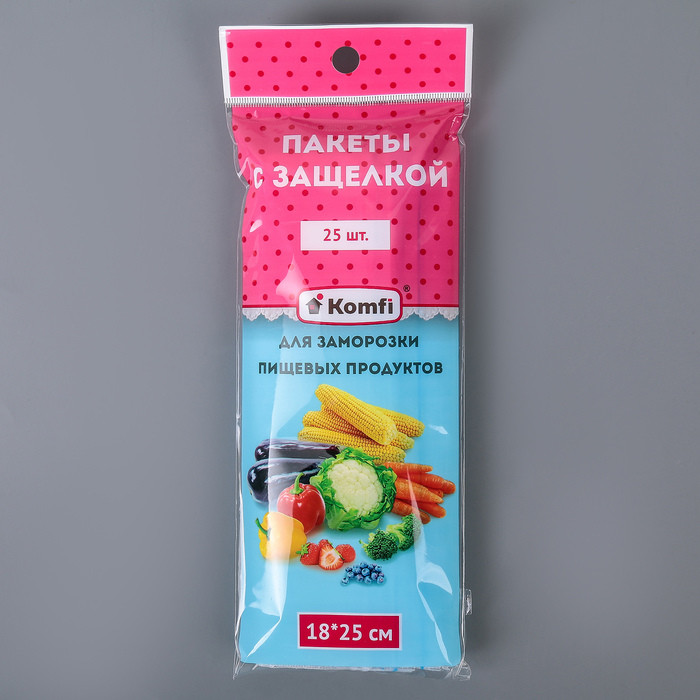 ПАКЕТЫ
С ЗАЩЕЛКОЙ
25 шт.
Komfi®
ДЛЯ ЗАМОРОЗКИ
ПИЩЕВЫХ ПРОДУКТОВ
18*25 см